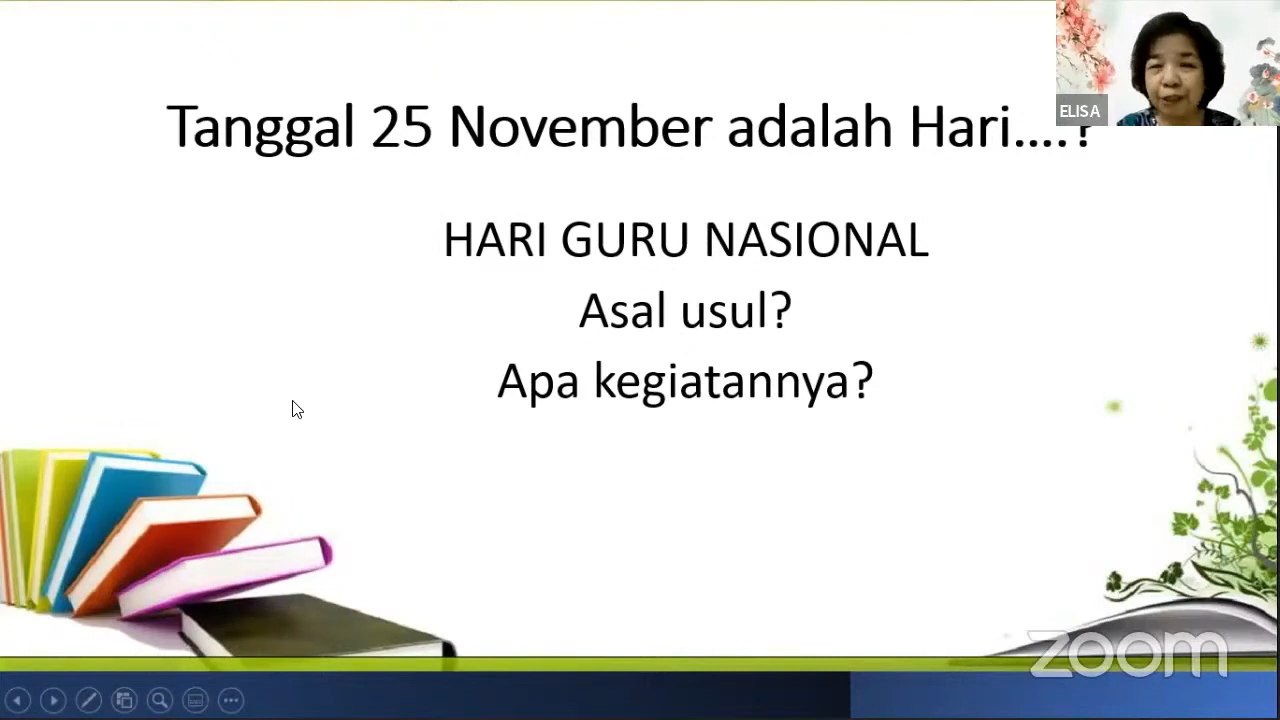 Tanggal 25 November adalah Hari....?
ELISA
HARI GURU NASIONAL
Asal usul?
Apa kegiatannya?
zoom